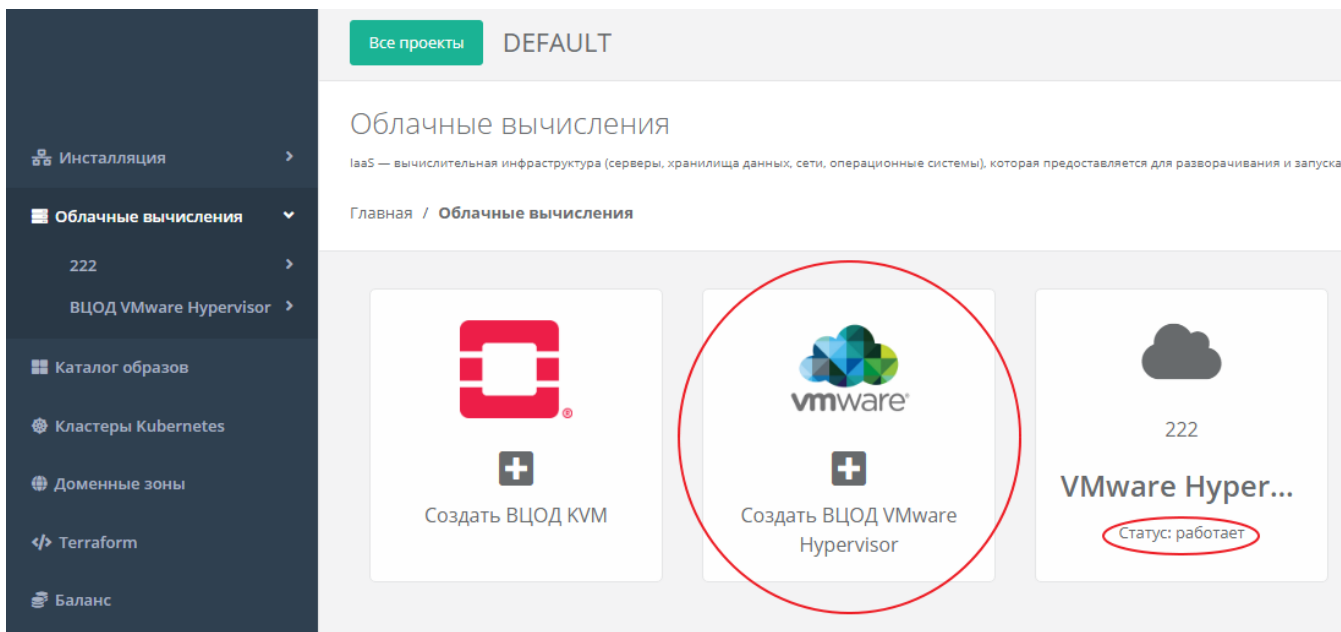 Все проекты DEFAULT
Облачные вычисления
IaaS — вычислительная инфраструктура (серверы, хранилища данных, сети, операционные системы), которая предоставляется для разворачивания и запуска
Главная / Облачные вычисления
Инсталляция
Облачные вычисления
222
ВЦОД VMware Hypervisor
Каталог образов
Кластеры Kubernetes
Доменные зоны
Terraform
Баланс
®
Создать ВЦОД KVM
vmware®
Создать ВЦОД VMware
Hypervisor
222
VMware Hyper...
Статус: работает